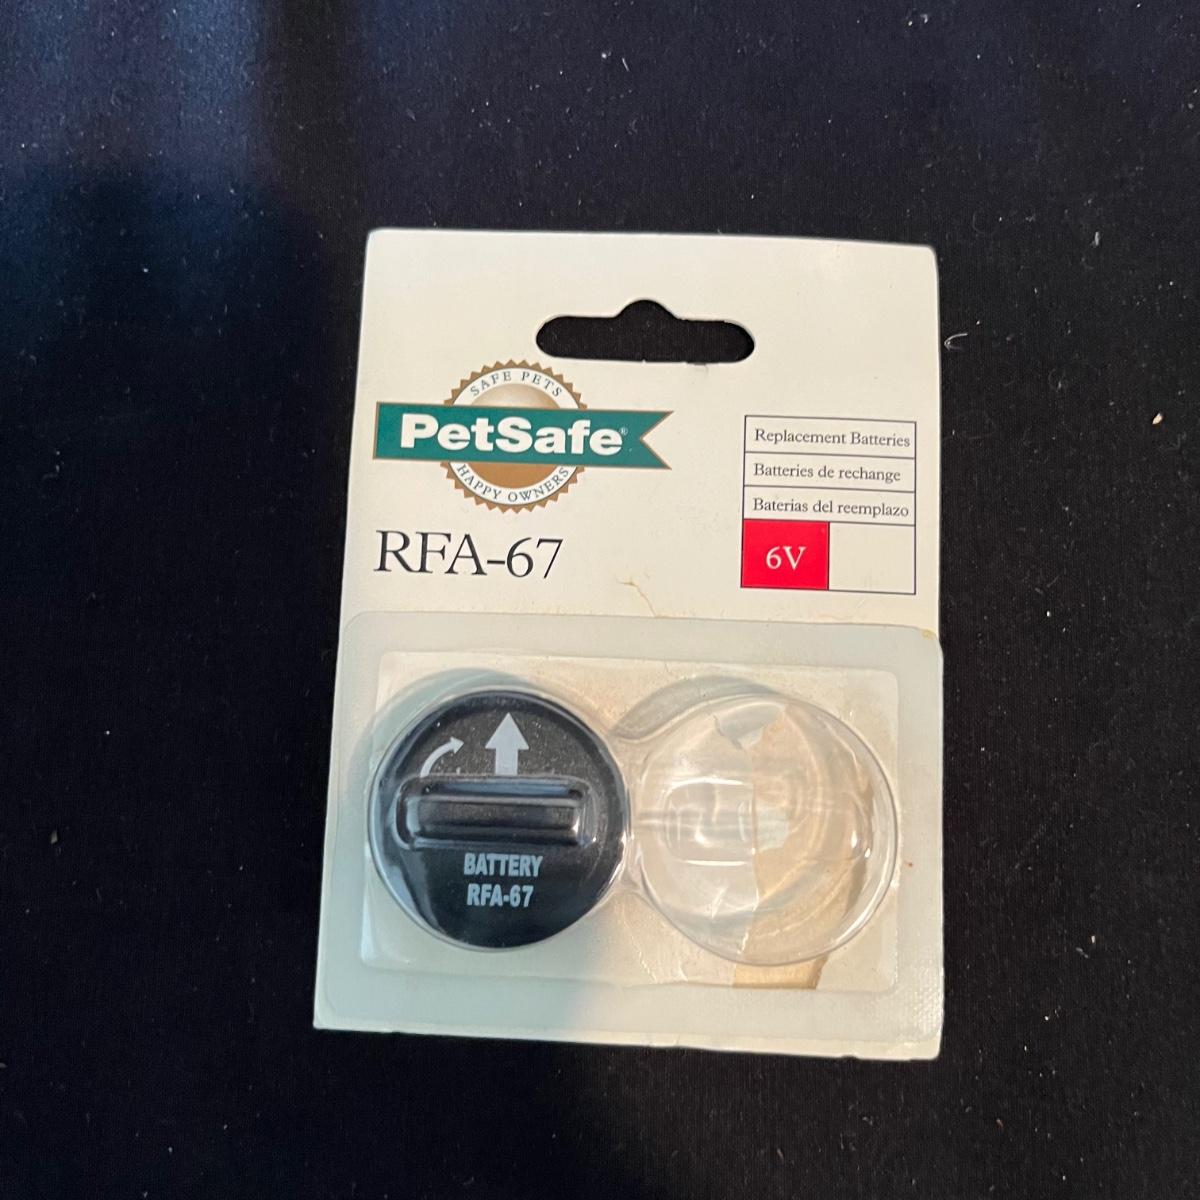 SAFE PETS
PetSafe®
HAPPY OWNERS
RFA-67
Replacement Batteries
Batteries de rechange
Baterias del reemplazo
6V
BATTERY
RFA-67